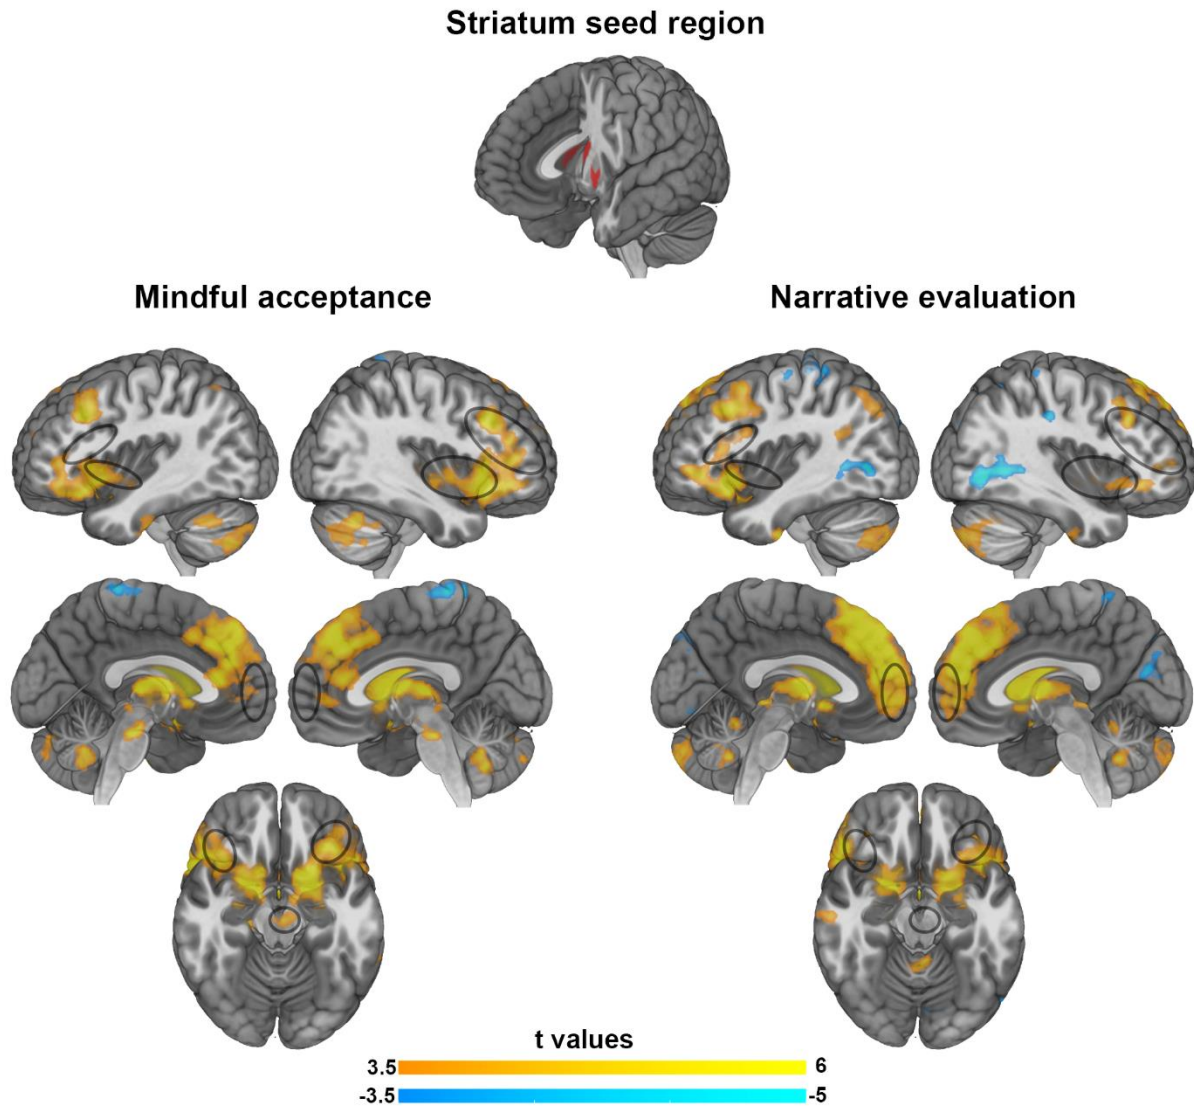 Striatum seed region
Mindful acceptance
Narrative evaluation
t values
3.5 6
-3.5 -5